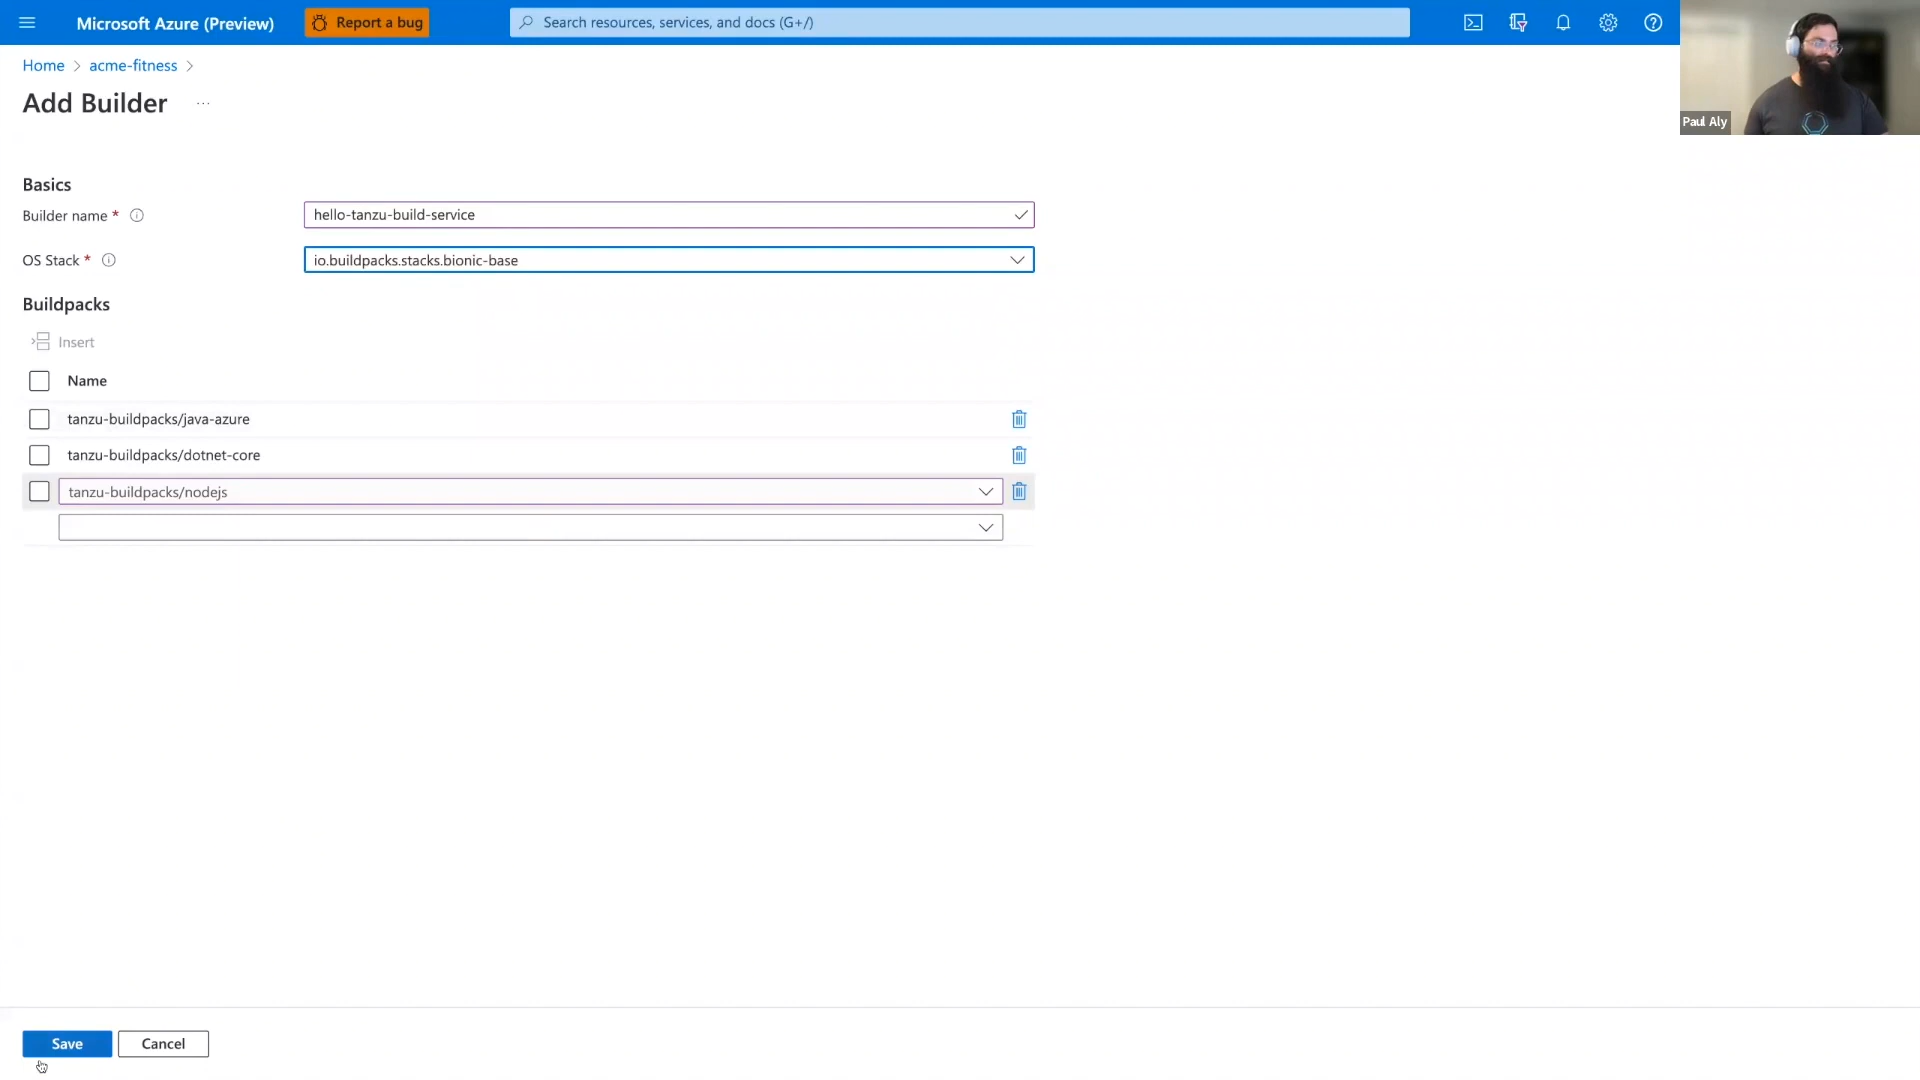 Microsoft Azure (Preview)
Report a bug
Search resources, services, and docs (G+/)
Paul Aly
Home > acme-fitness >
Add Builder ...
Basics
Builder name *
hello-tanzu-build-service
OS Stack *
io.buildpacks.stacks.bionic-base
Buildpacks
Insert
Name
tanzu-buildpacks/java-azure
tanzu-buildpacks/dotnet-core
tanzu-buildpacks/nodejs
Save
Cancel